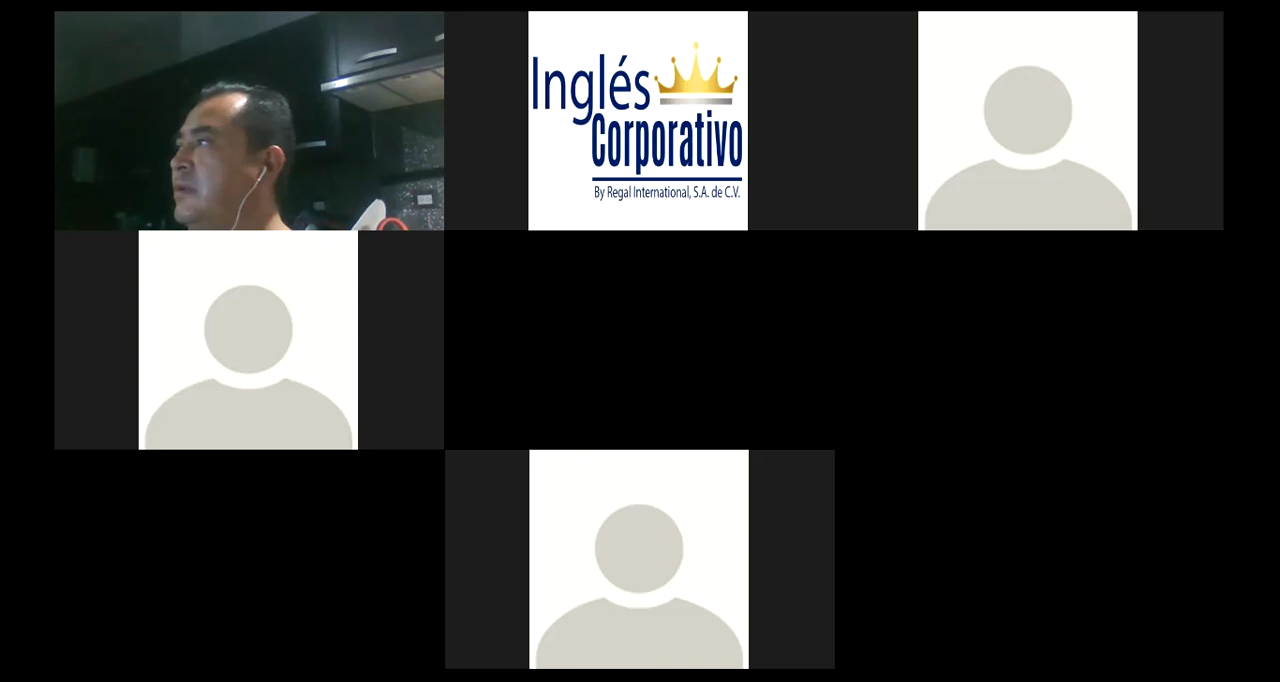 Inglés
Corporativo
By Regal International, S.A. de C.V.